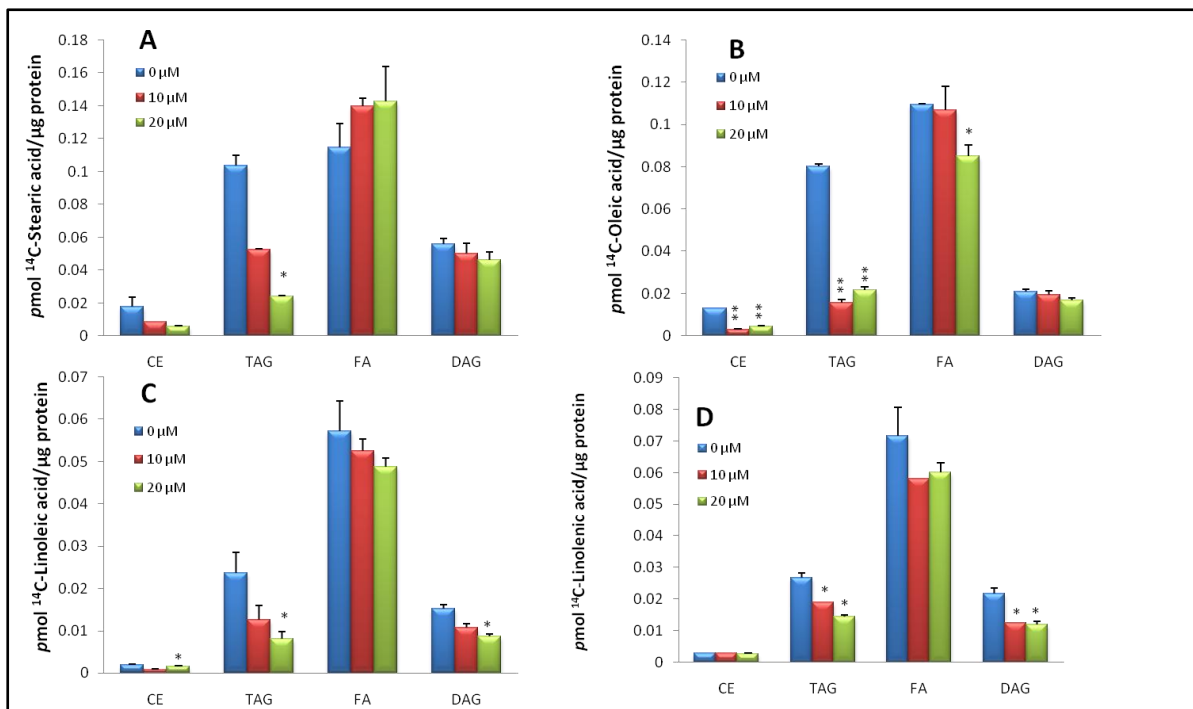 A
pmol ¹⁴C-Stearic acid/µg protein
0.18
0.16
0.14
0.12
0.10
0.08
0.06
0.04
0.02
0
0 µM
10 µM
20 µM
*
CE TAG FA DAG
B
pmol ¹⁴C-Oleic acid/µg protein
0.14
0.12
0.1
0.08
0.06
0.04
0.02
0
0 µM
10 µM
20 µM
** ** ** ** *
CE TAG FA DAG
C
pmol ¹⁴C-Linoleic acid/µg protein
0.07
0.06
0.05
0.04
0.03
0.02
0.01
0
0 µM
10 µM
20 µM
* * *
CE TAG FA DAG
D
pmol ¹⁴C-Linolenic acid/µg protein
0.09
0.08
0.07
0.06
0.05
0.04
0.03
0.02
0.01
0
0 µM
10 µM
20 µM
* * * *
CE TAG FA DAG